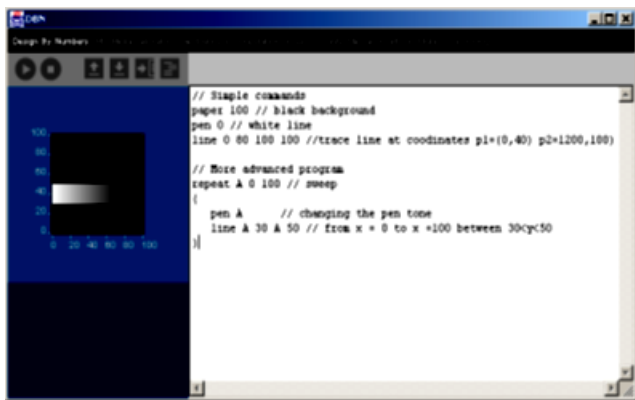 DBN
Design By Numbers
// Simple commands
paper 100 // black background
pen 0 // white line
line 0 80 100 100 //trace line at coodinates p1=(0,40) p2=1200,100)
// More advanced program
repeat A 0 100 // sweep
{
pen A // changing the pen tone
line A 30 A 50 // from x = 0 to x =100 between 30<y<50
}
100
80
60
40
20
0
0 20 40 60 80 100